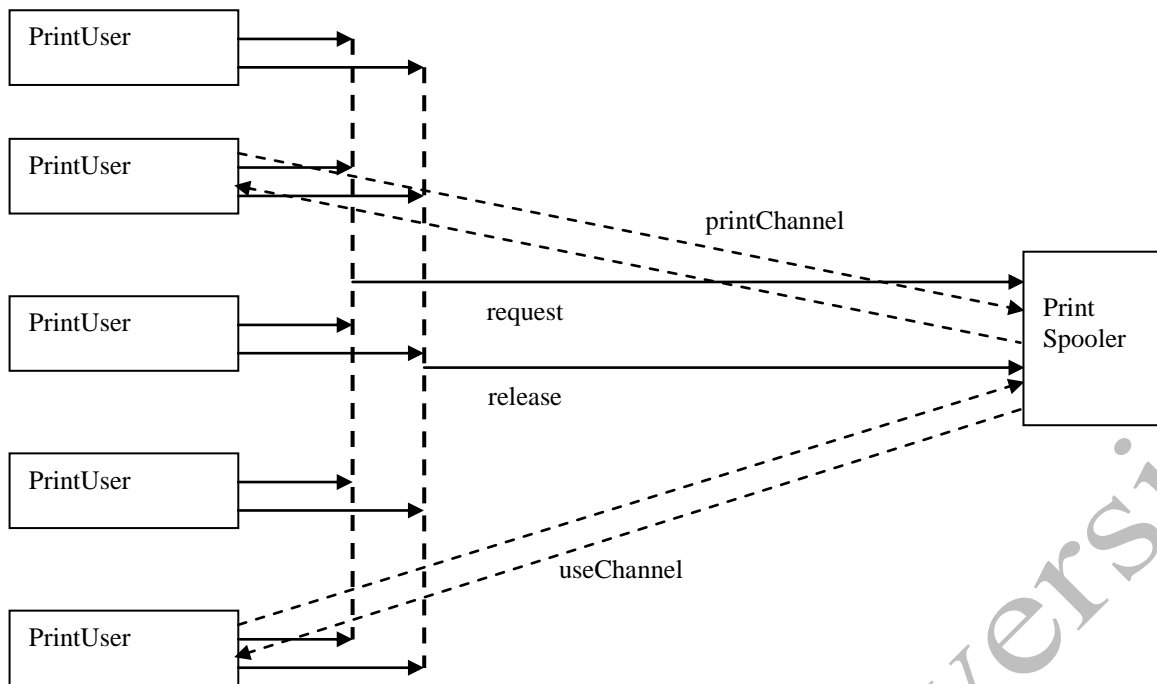 PrintUser
PrintUser
printChannel
PrintUser
request
Print
Spooler
release
PrintUser
useChannel
PrintUser